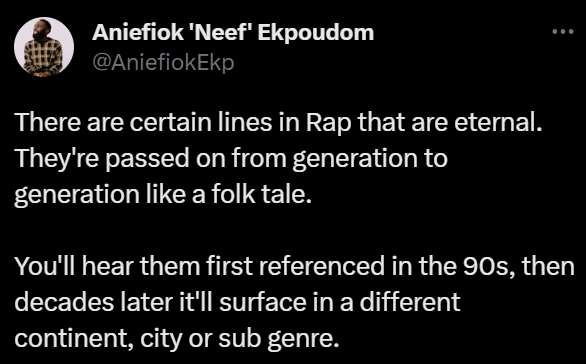 Aniefiok 'Neef' Ekpoudom
@AniefiokEkp
There are certain lines in Rap that are eternal.
They're passed on from generation to
generation like a folk tale.
You'll hear them first referenced in the 90s, then
decades later it'll surface in a different
continent, city or sub genre.